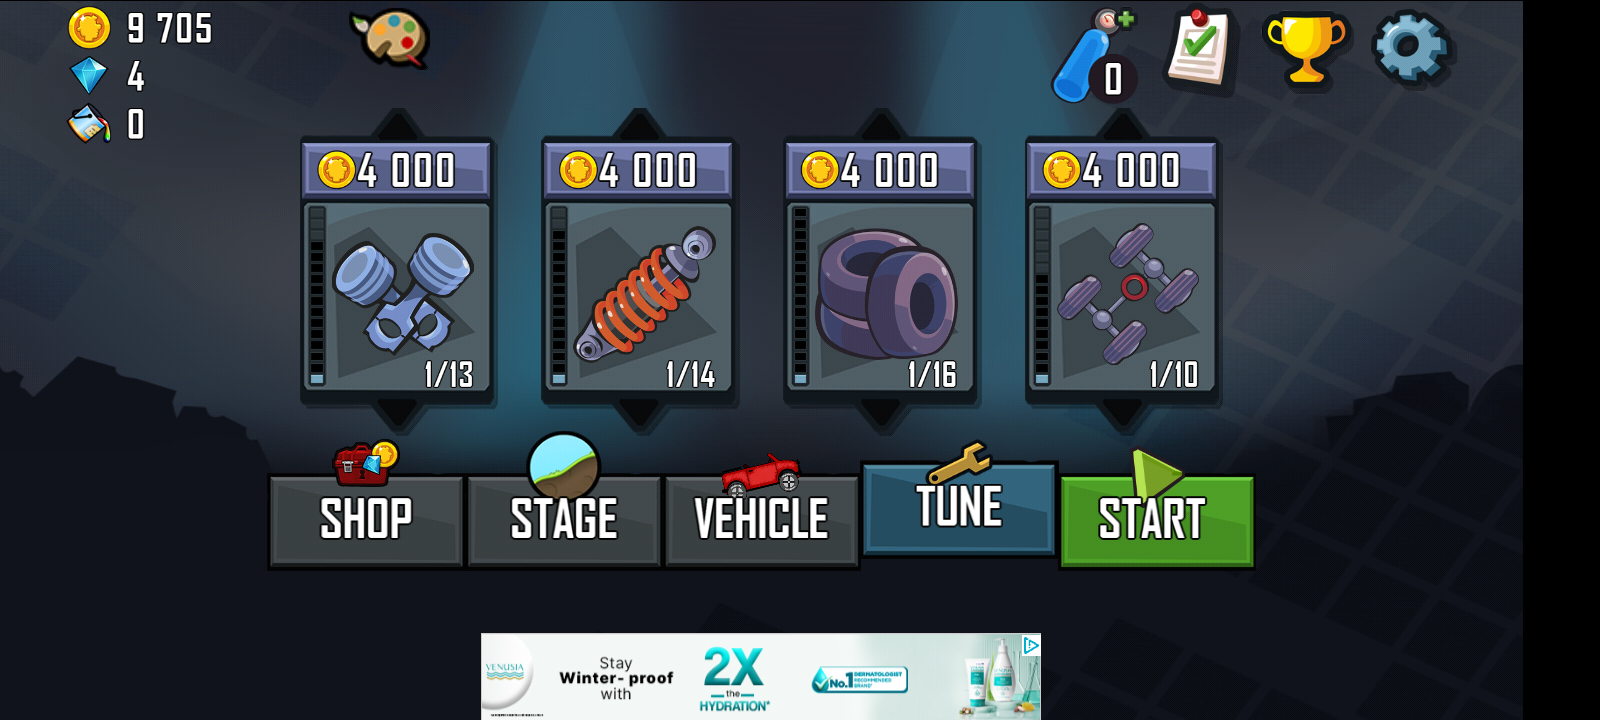 9 705
4
0
0
4 000
4 000
4 000
4 000
1/13
1/14
1/16
1/10
SHOP
STAGE
VEHICLE
TUNE
START
VENUSIA
Stay
Winter- proof
with
2X
the
HYDRATION*
No.1
DERMATOLOGIST
RECOMMENDED
BRAND*